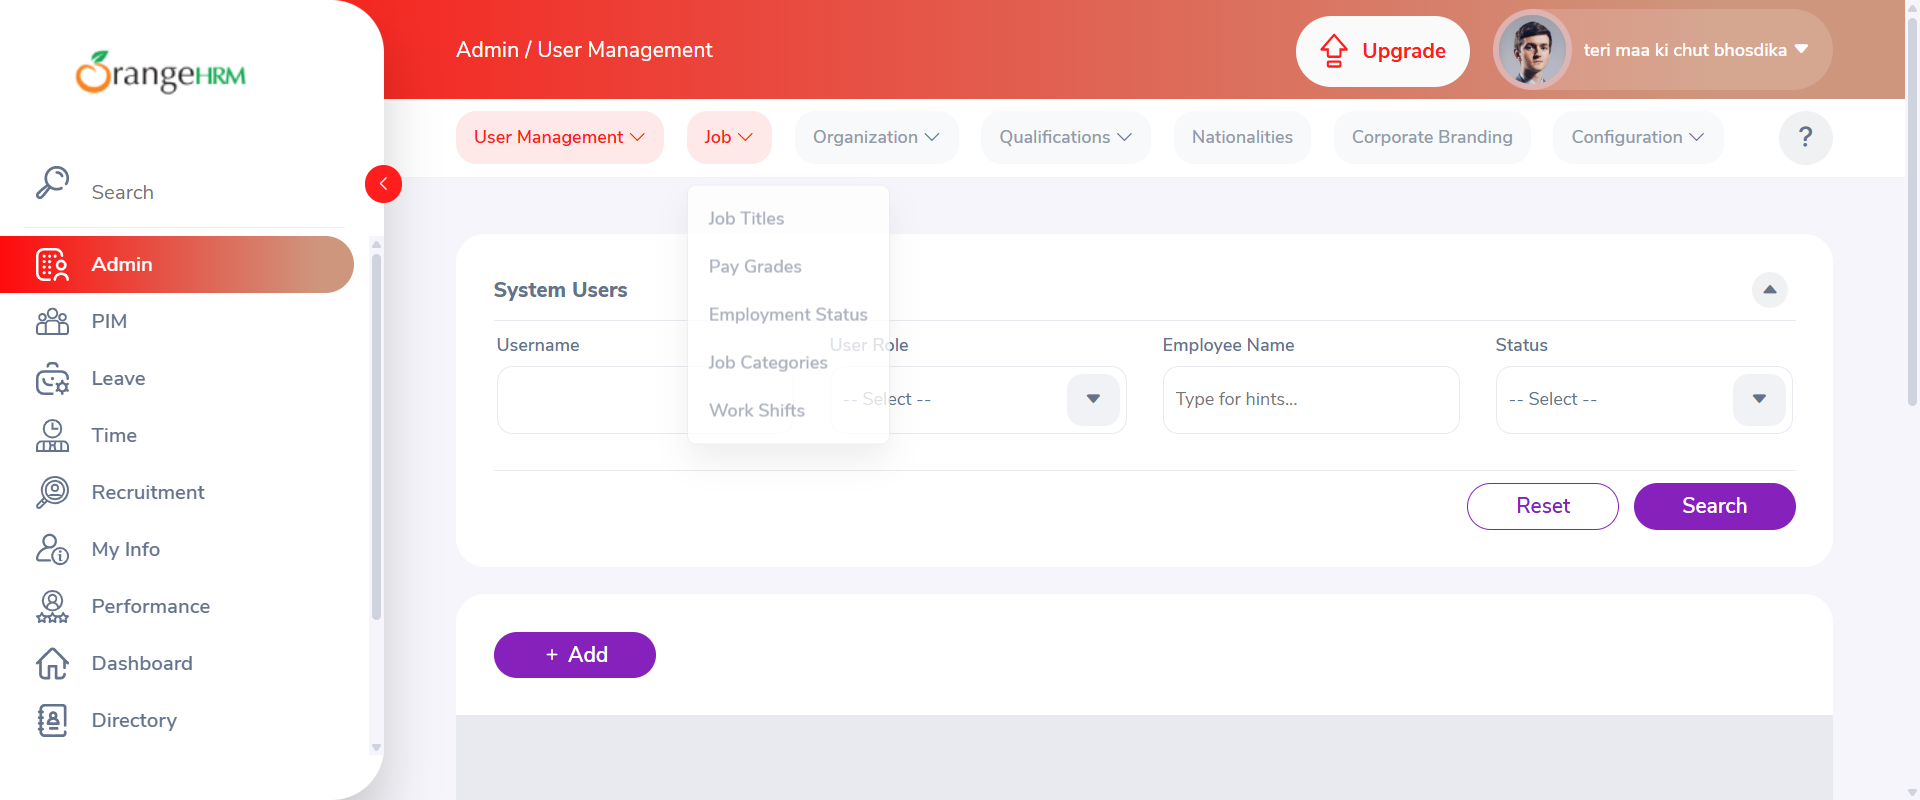 OrangeHRM
Search
Admin
PIM
Leave
Time
Recruitment
My Info
Performance
Dashboard
Directory
Admin / User Management
Upgrade
teri maa ki chut bhosdika
User Management
Job
Organization
Qualifications
Nationalities
Corporate Branding
Configuration
?
Job Titles
Pay Grades
Employment Status
Job Categories
Work Shifts
System Users
Username
User Role
-- Select --
Employee Name
Type for hints...
Status
-- Select --
Reset
Search
+ Add